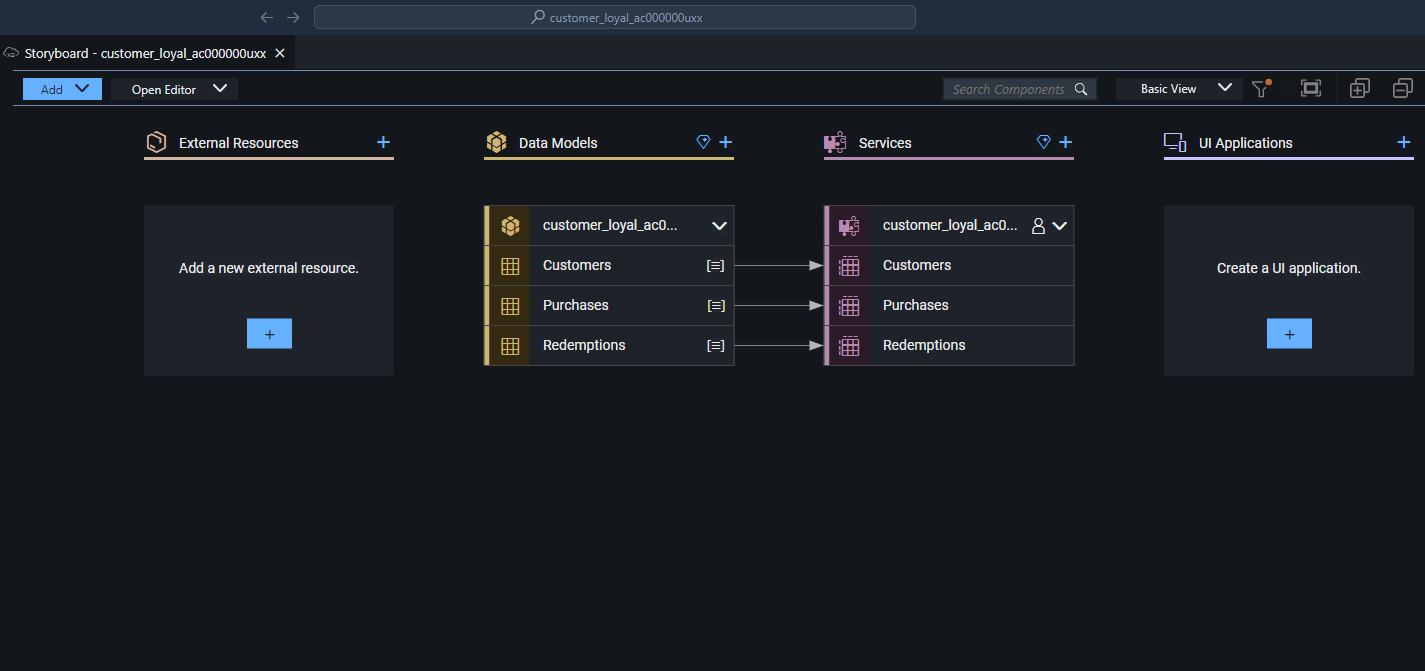 customer_loyal_ac000000uxx
Storyboard - customer_loyal_ac000000uxx
Add
Open Editor
Search Components
Basic View
External Resources
Data Models
Services
UI Applications
Add a new external resource.
+
customer_loyal_ac0...
Customers
Purchases
Redemptions
customer_loyal_ac0...
Customers
Purchases
Redemptions
Create a UI application.
+